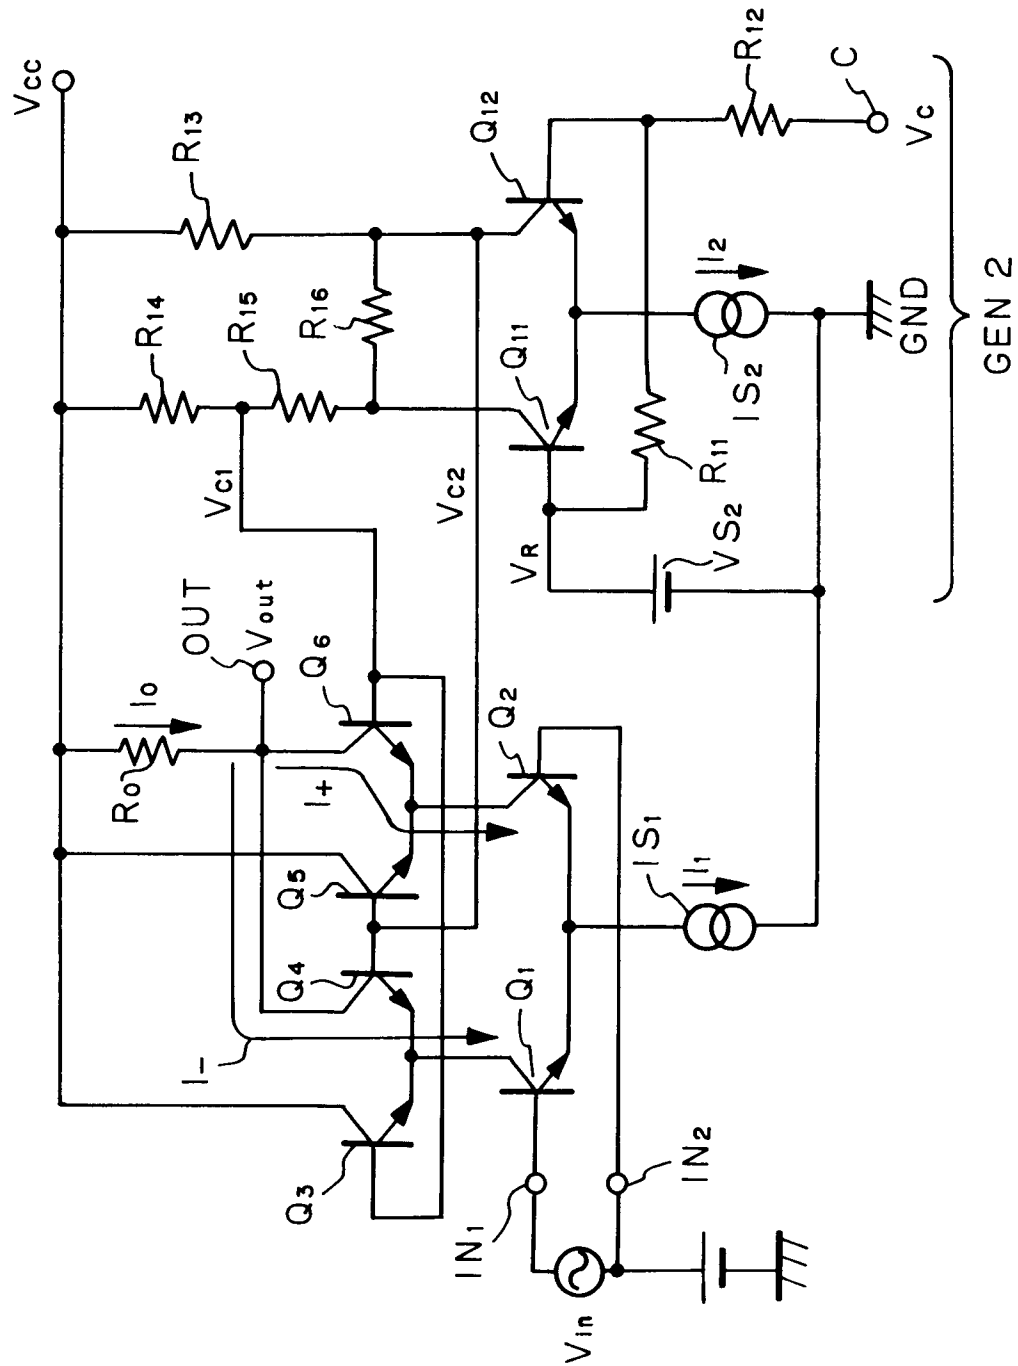 Vcc
R13
R14
R15
R16
R12
C
Vc
Q12
Q11
I2
IS2
GND
GEN 2
R11
VR
VS2
Vc1
Vc2
OUT
Vout
I0
R0
Q6
I+
Q5
Q4
I-
Q3
Q2
Q1
IS1
I1
IN1
IN2
Vin